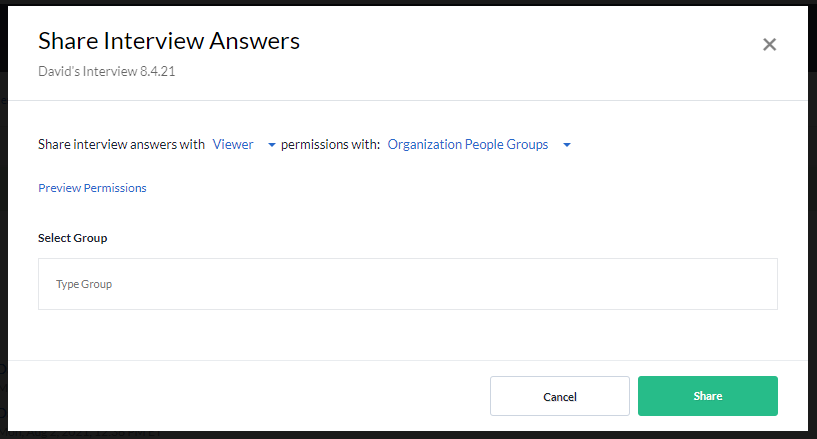 Share Interview Answers
David's Interview 8.4.21
Share interview answers with Viewer permissions with: Organization People Groups
Preview Permissions
Select Group
Type Group
Cancel Share